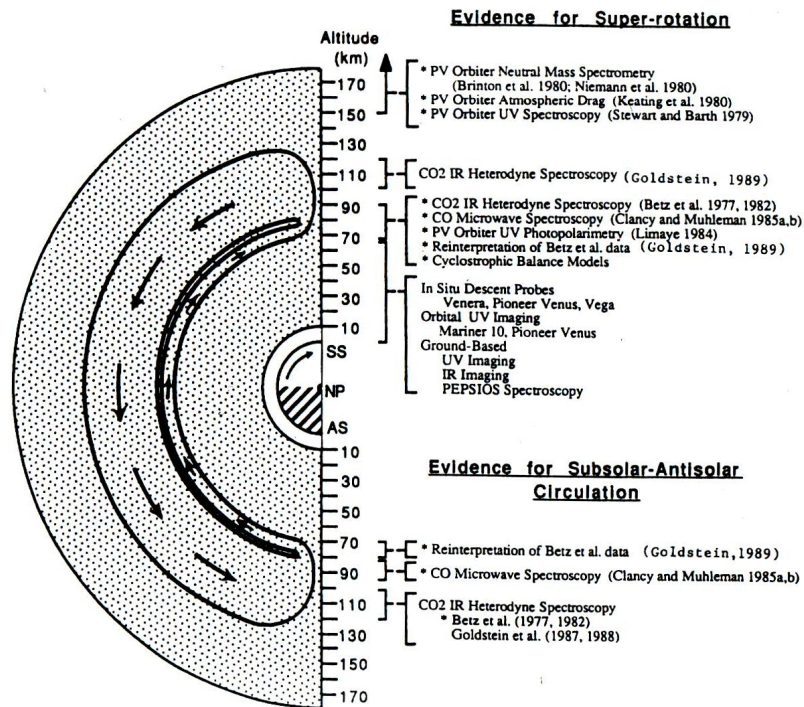 Evidence for Super-rotation
Altitude
(km)
170
150
130
110
90
70
50
30
10
SS
NP
AS
10
30
50
70
90
110
130
150
170
* PV Orbiter Neutral Mass Spectrometry
(Brinton et al. 1980; Niemann et al. 1980)
* PV Orbiter Atmospheric Drag (Keating et al. 1980)
* PV Orbiter UV Spectroscopy (Stewart and Barth 1979)
CO2 IR Heterodyne Spectroscopy (Goldstein, 1989)
* CO2 IR Heterodyne Spectroscopy (Betz et al. 1977, 1982)
* CO Microwave Spectroscopy (Clancy and Muhleman 1985a,b)
* PV Orbiter UV Photopolarimetry (Limaye 1984)
* Reinterpretation of Betz et al. data (Goldstein, 1989)
* Cyclostrophic Balance Models
In Situ Descent Probes
Venera, Pioneer Venus, Vega
Orbital UV Imaging
Mariner 10, Pioneer Venus
Ground-Based
UV Imaging
IR Imaging
PEPSIOS Spectroscopy
Evidence for Subsolar-Antisolar
Circulation
* Reinterpretation of Betz et al. data (Goldstein,1989)
* CO Microwave Spectroscopy (Clancy and Muhleman 1985a,b)
CO2 IR Heterodyne Spectroscopy
* Betz et al. (1977, 1982)
Goldstein et al. (1987, 1988)